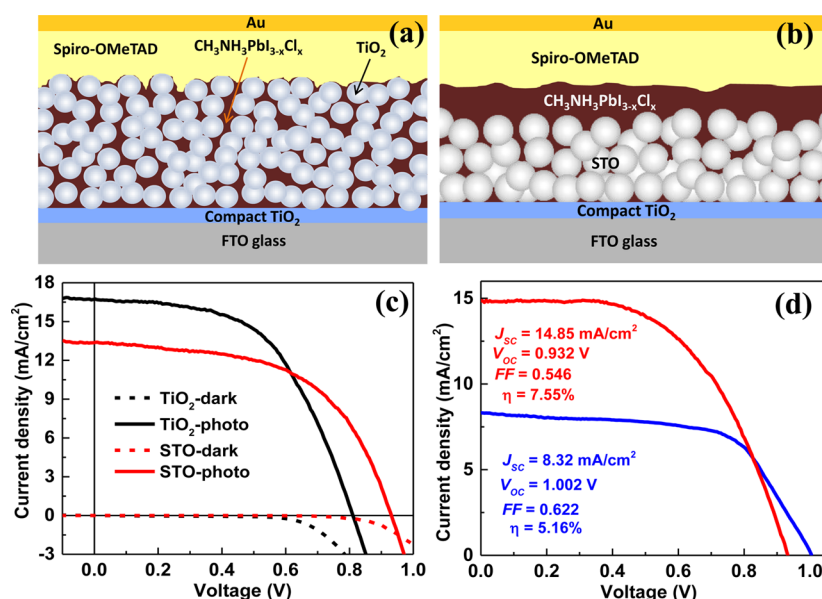 Au
(a)
Spiro-OMeTAD
CH₃NH₃PbI₃₋ₓClₓ
TiO₂
Compact TiO₂
FTO glass
Au
(b)
Spiro-OMeTAD
CH₃NH₃PbI₃₋ₓClₓ
STO
Compact TiO₂
FTO glass
(c)
Current density (mA/cm²)
18
15
12
9
6
3
0
-3
TiO₂-dark
TiO₂-photo
STO-dark
STO-photo
0.0 0.2 0.4 0.6 0.8 1.0
Voltage (V)
(d)
Current density (mA/cm²)
15
10
5
0
J_SC = 14.85 mA/cm²
V_OC = 0.932 V
FF = 0.546
η = 7.55%
J_SC = 8.32 mA/cm²
V_OC = 1.002 V
FF = 0.622
η = 5.16%
0.0 0.2 0.4 0.6 0.8 1.0
Voltage (V)